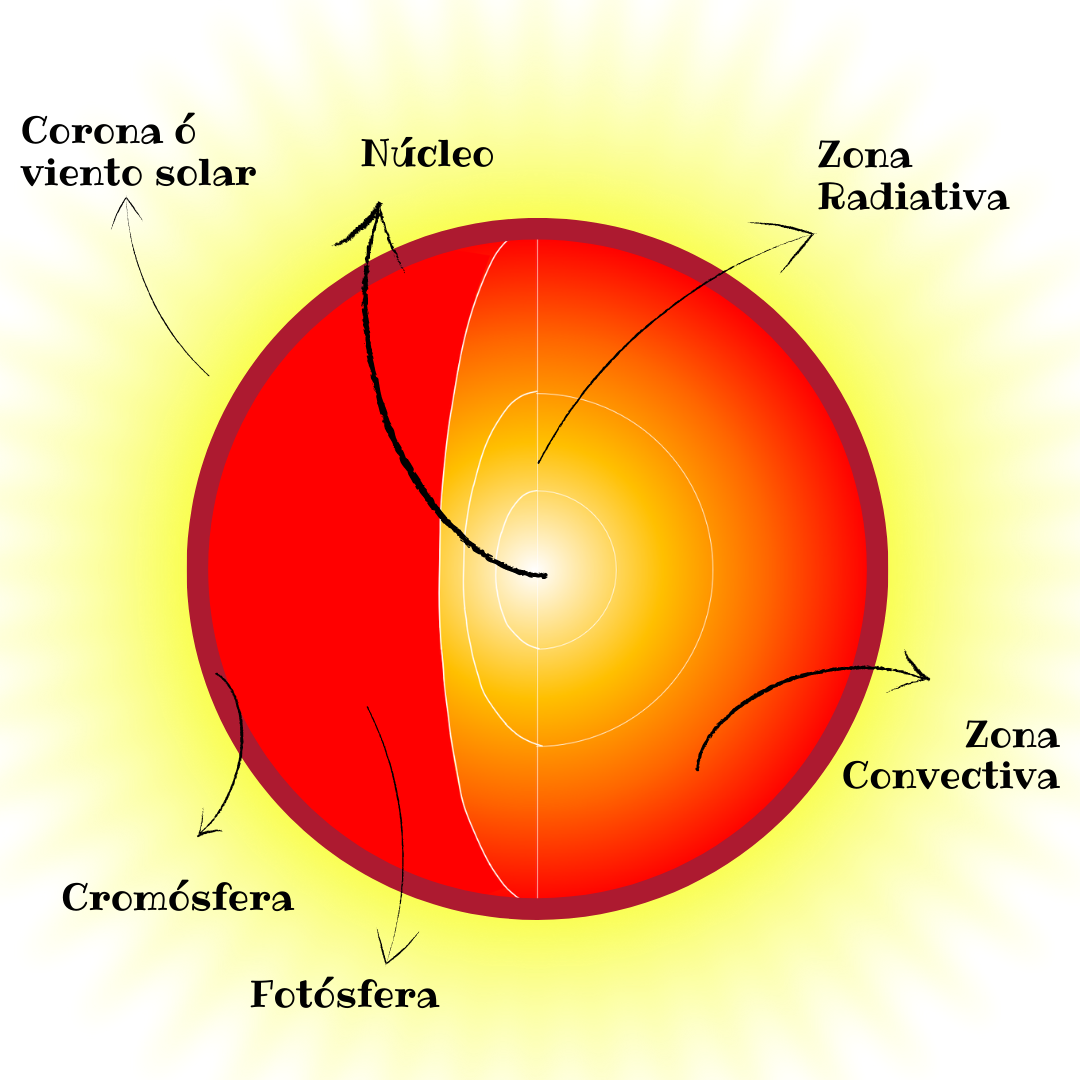 Corona ó
viento solar
Núcleo
Zona
Radiativa
Zona
Convectiva
Cromósfera
Fotósfera